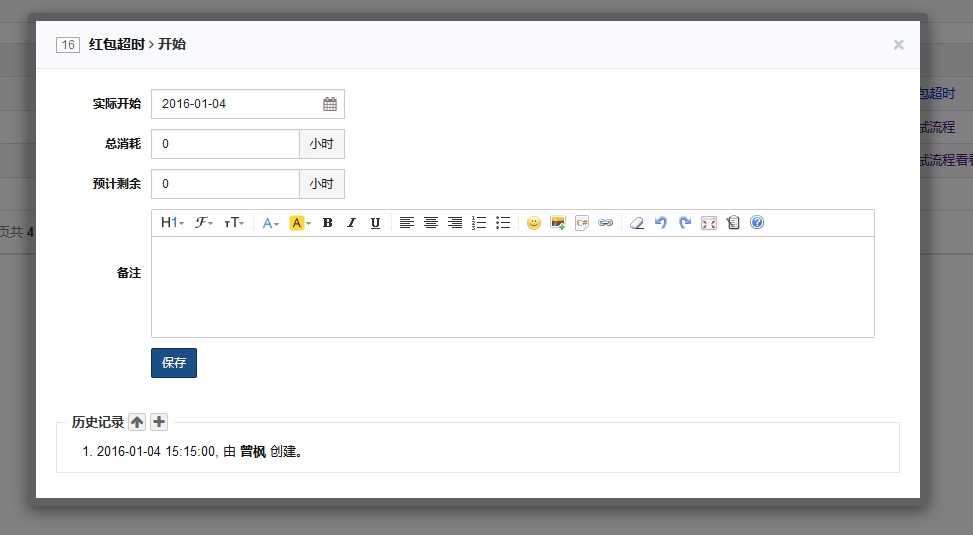 16 红包超时 > 开始 ×
包超时
实际开始 2016-01-04
试流程
总消耗 0 小时
试流程看看
预计剩余 0 小时
H1 ℱ тT A A B I U C#
页共 4
备注
保存
历史记录
1. 2016-01-04 15:15:00, 由 曾枫 创建。